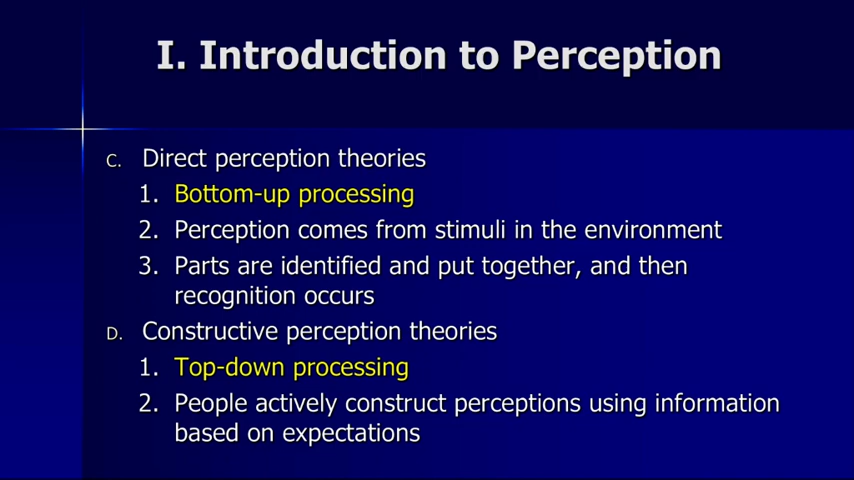 I. Introduction to Perception
C. Direct perception theories
1. Bottom-up processing
2. Perception comes from stimuli in the environment
3. Parts are identified and put together, and then
recognition occurs
D. Constructive perception theories
1. Top-down processing
2. People actively construct perceptions using information
based on expectations